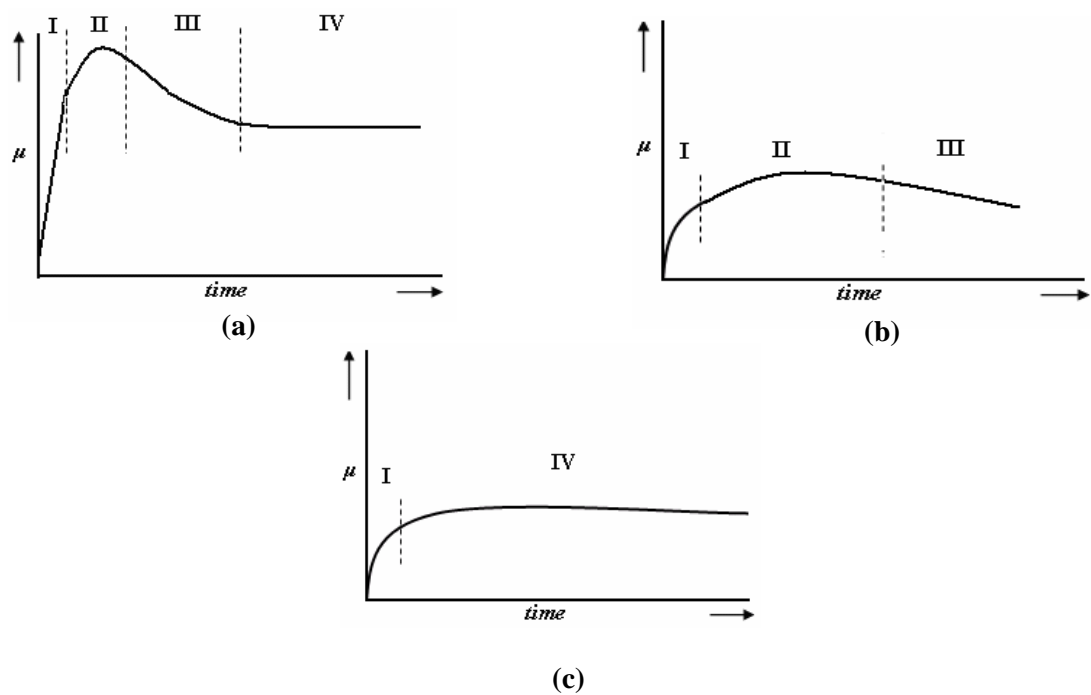 I II III IV
μ
time
(a)
I II III
μ
time
(b)
I IV
μ
time
(c)